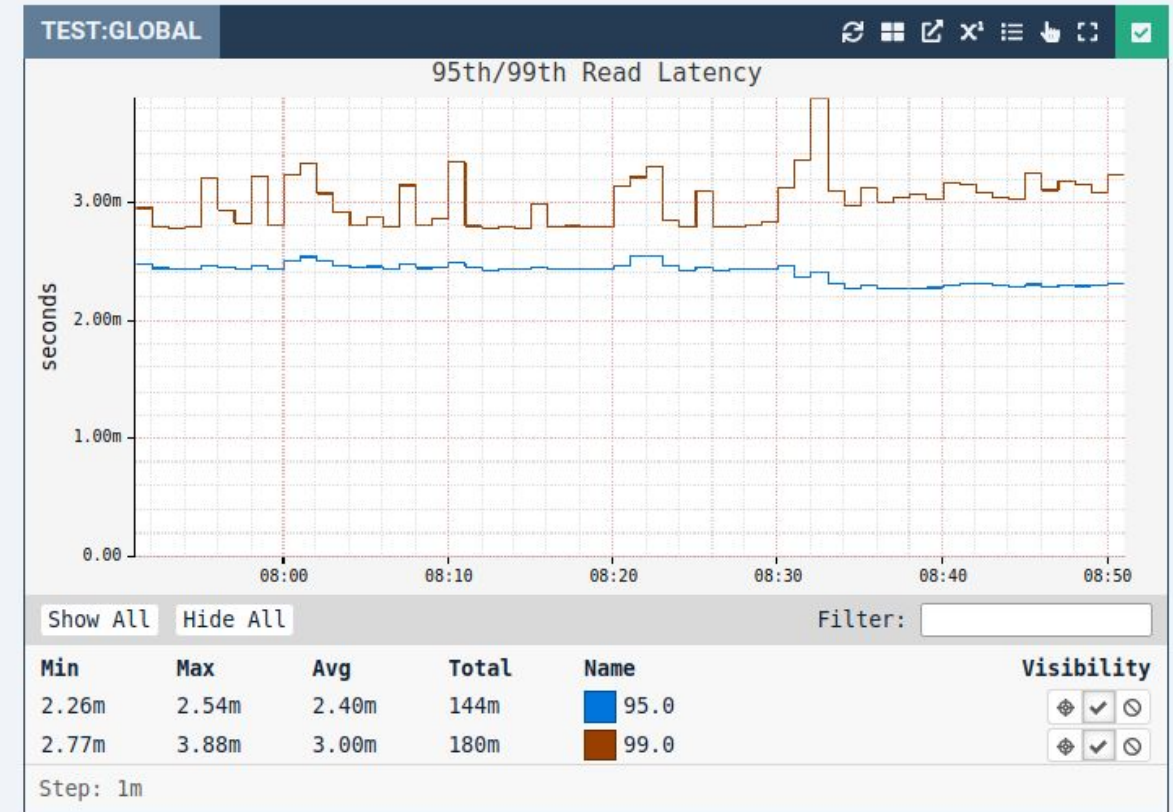 TEST:GLOBAL
95th/99th Read Latency
seconds
3.00m
2.00m
1.00m
0.00
08:00 08:10 08:20 08:30 08:40 08:50
Show All Hide All Filter:
Min Max Avg Total Name Visibility
2.26m 2.54m 2.40m 144m 95.0
2.77m 3.88m 3.00m 180m 99.0
Step: 1m